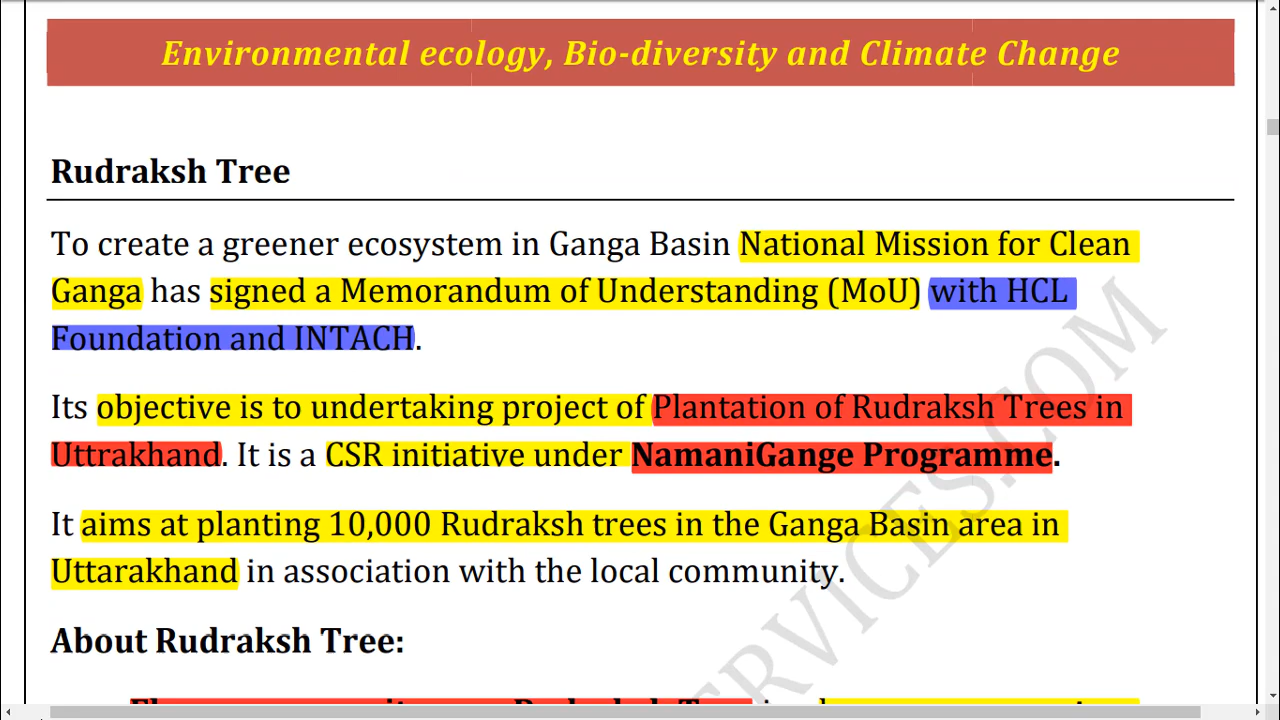 Environmental ecology, Bio-diversity and Climate Change
Rudraksh Tree
To create a greener ecosystem in Ganga Basin National Mission for Clean
Ganga has signed a Memorandum of Understanding (MoU) with HCL
Foundation and INTACH.
Its objective is to undertaking project of Plantation of Rudraksh Trees in
Uttrakhand. It is a CSR initiative under NamaniGange Programme.
It aims at planting 10,000 Rudraksh trees in the Ganga Basin area in
Uttarakhand in association with the local community.
About Rudraksh Tree:
RVICES.COM